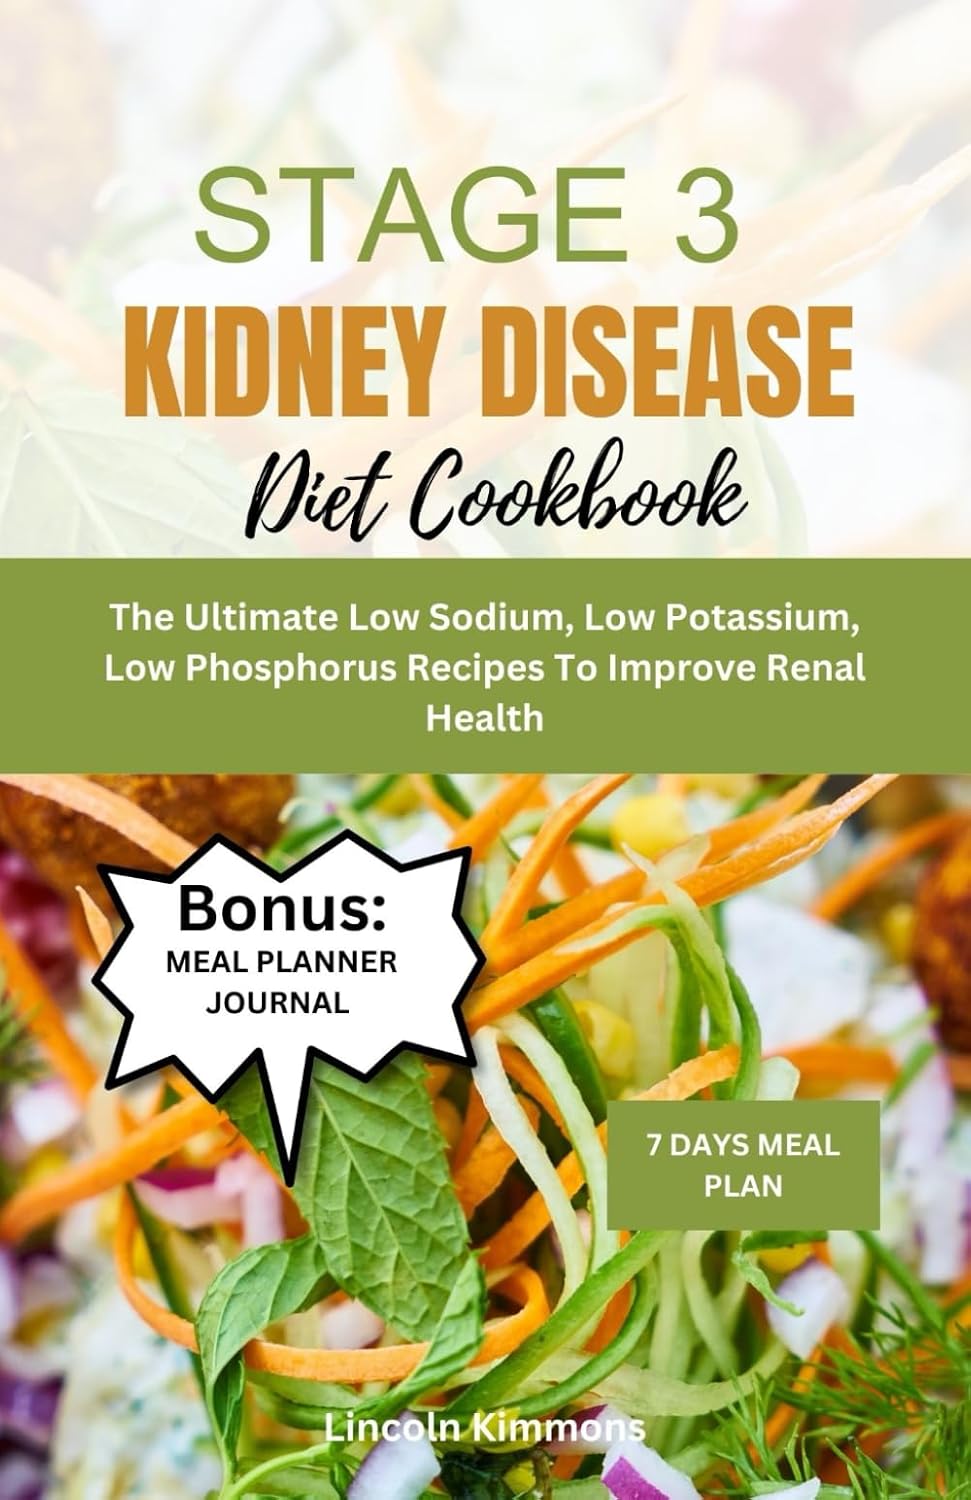 STAGE 3
KIDNEY DISEASE
Diet Cookbook
The Ultimate Low Sodium, Low Potassium,
Low Phosphorus Recipes To Improve Renal
Health
Bonus:
MEAL PLANNER
JOURNAL
7 DAYS MEAL
PLAN
Lincoln Kimmons